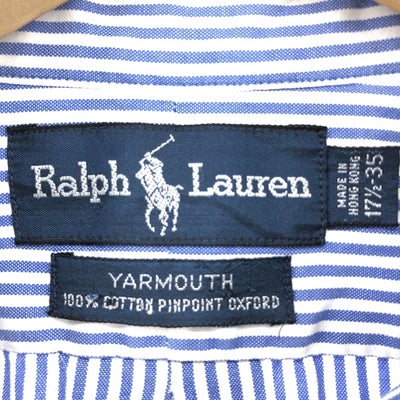 Ralph Lauren
MADE IN
HONG KONG
17½-35
YARMOUTH
100% COTTON PINPOINT OXFORD